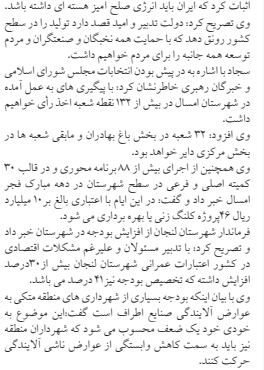 اثبات کرد که ایران باید انرژی صلح آمیز هسته ای داشته باشد.
وی تصریح کرد: دولت تدبیر و امید قصد دارد تولید را در سطح
کشور رونق دهد که با حمایت همه نخبگان و صنعتگران و مردم
توسعه همه جانبه را برای مردم خواهیم داشت.
سجاد با اشاره به در پیش بودن انتخابات مجلس شورای اسلامی
و خبرگان رهبری خاطرنشان کرد: با پیگیری های به عمل آمده
در شهرستان امسال در بیش از ۱۳۲ نقطه شعبه اخذ رأی خواهیم
داشت.
وی افزود: ۳۲ شعبه در بخش باغ بهادران و مابقی شعبه ها در
بخش مرکزی دایر خواهد بود.
وی همچنین از اجرای بیش از ۸۸ برنامه محوری و در قالب ۳۰
کمیته اصلی و فرعی در سطح شهرستان در دهه مبارک فجر
امسال خبر داد و گفت: در این ایام با اعتباری بالغ بر ۱۰ میلیارد
ریال ۴۶پروژه کلنگ زنی یا بهره برداری می شود.
فرماندار شهرستان لنجان از افزایش بودجه در شهرستان خبر داد
و تصریح کرد: با تدبیر مسئولان و علیرغم مشکلات اقتصادی
در کشور اعتبارات عمرانی شهرستان لنجان بیش از۳۰درصد
افزایش داشته که تخصیص بودجه نیز۴۱ درصد می باشد.
وی با بیان اینکه بودجه بسیاری از شهرداری های منطقه متکی به
عوارض آلایندگی صنایع اطراف است گفت:این موضوع به
خودی خود یک ضعف محسوب می شود که شهرداران منطقه
نیز باید به سمت کاهش وابستگی از عوارض ناشی آلایندگی
حرکت کنند.